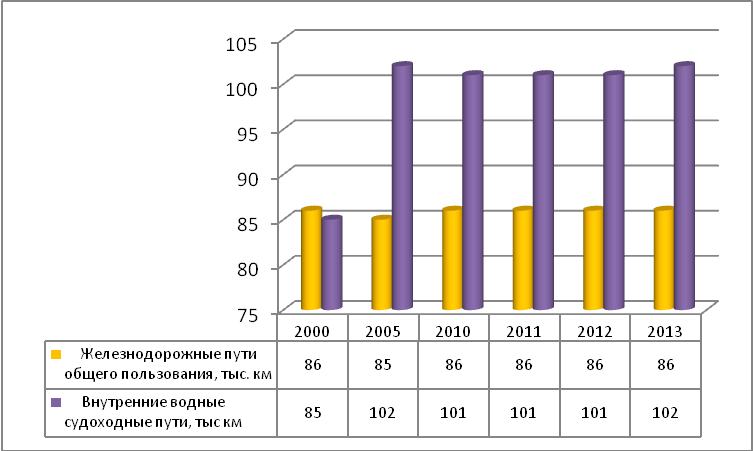 105
100
95
90
85
80
75
2000 2005 2010 2011 2012 2013
Железнодорожные пути
общего пользования, тыс. км
86 85 86 86 86 86
Внутренние водные
судоходные пути, тыс км
85 102 101 101 101 102